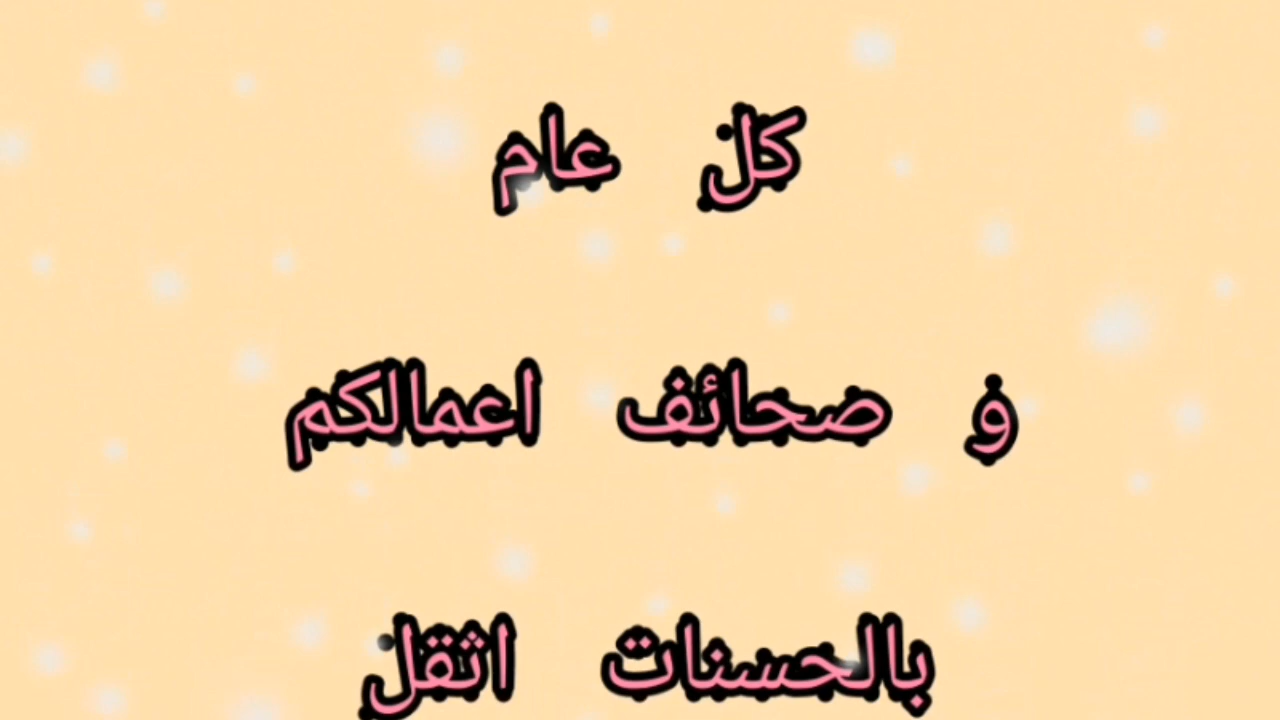 كل عام
و صحائف اعمالكم
بالحسنات اثقل